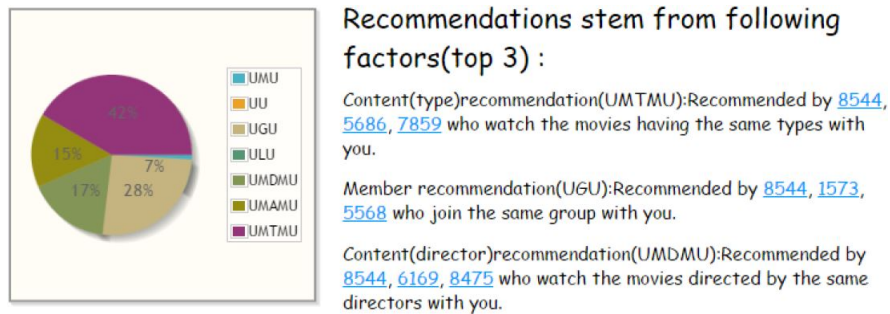 42%
15%
7%
17%
28%
UMU
UU
UGU
ULU
UMDMU
UMAMU
UMTMU
Recommendations stem from following
factors(top 3) :
Content(type)recommendation(UMTMU):Recommended by 8544,
5686, 7859 who watch the movies having the same types with
you.
Member recommendation(UGU):Recommended by 8544, 1573,
5568 who join the same group with you.
Content(director)recommendation(UMDMU):Recommended by
8544, 6169, 8475 who watch the movies directed by the same
directors with you.